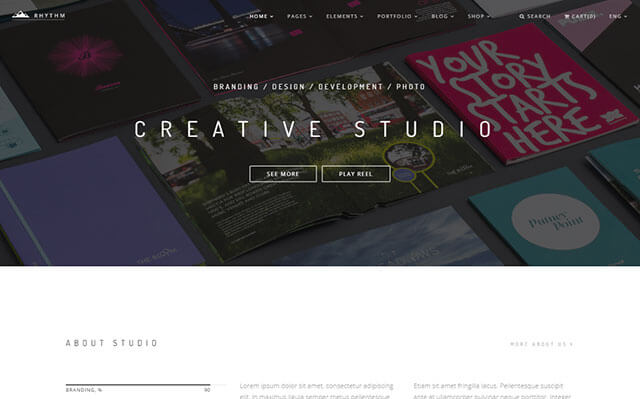 RHYTHM
HOME PAGES ELEMENTS PORTFOLIO BLOG SHOP SEARCH CART(0) ENG
BRANDING / DESIGN / DEVELOPMENT / PHOTO
CREATIVE STUDIO
SEE MORE PLAY REEL
YOUR
STORY
STARTS
HERE
Putney
Point
ABOUT STUDIO
MORE ABOUT US
BRANDING, % 90
Lorem ipsum dolor sit amet, consectetur adipiscing
elit. In maximus ligula semper metus pellentesque
Etiam sit amet fringilla lacus. Pellentesque suscipit
ante at ullamcorper pulvinar neque porttitor. Integer